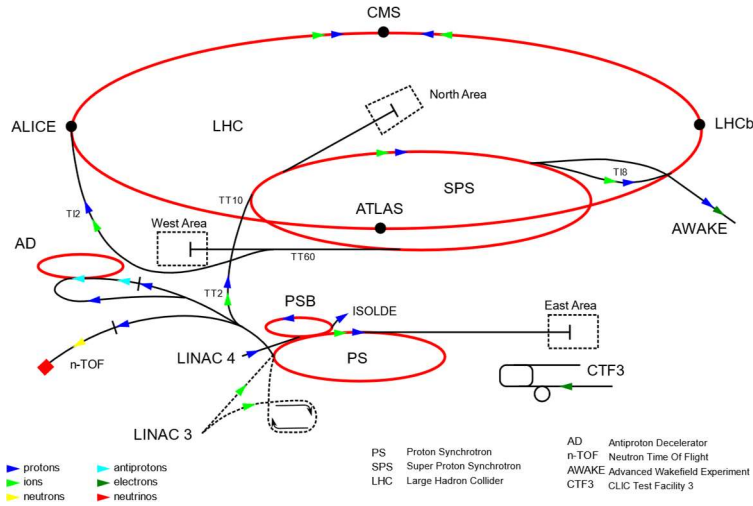 CMS
North Area
ALICE
LHC
LHCb
TI8
SPS
TT10
ATLAS
TI2
West Area
AWAKE
AD
TT60
TT2
PSB
ISOLDE
East Area
LINAC 4
PS
n-TOF
CTF3
LINAC 3
PS Proton Synchrotron
SPS Super Proton Synchrotron
LHC Large Hadron Collider
AD Antiproton Decelerator
n-TOF Neutron Time Of Flight
AWAKE Advanced Wakefield Experiment
CTF3 CLIC Test Facility 3
protons
ions
neutrons
antiprotons
electrons
neutrinos